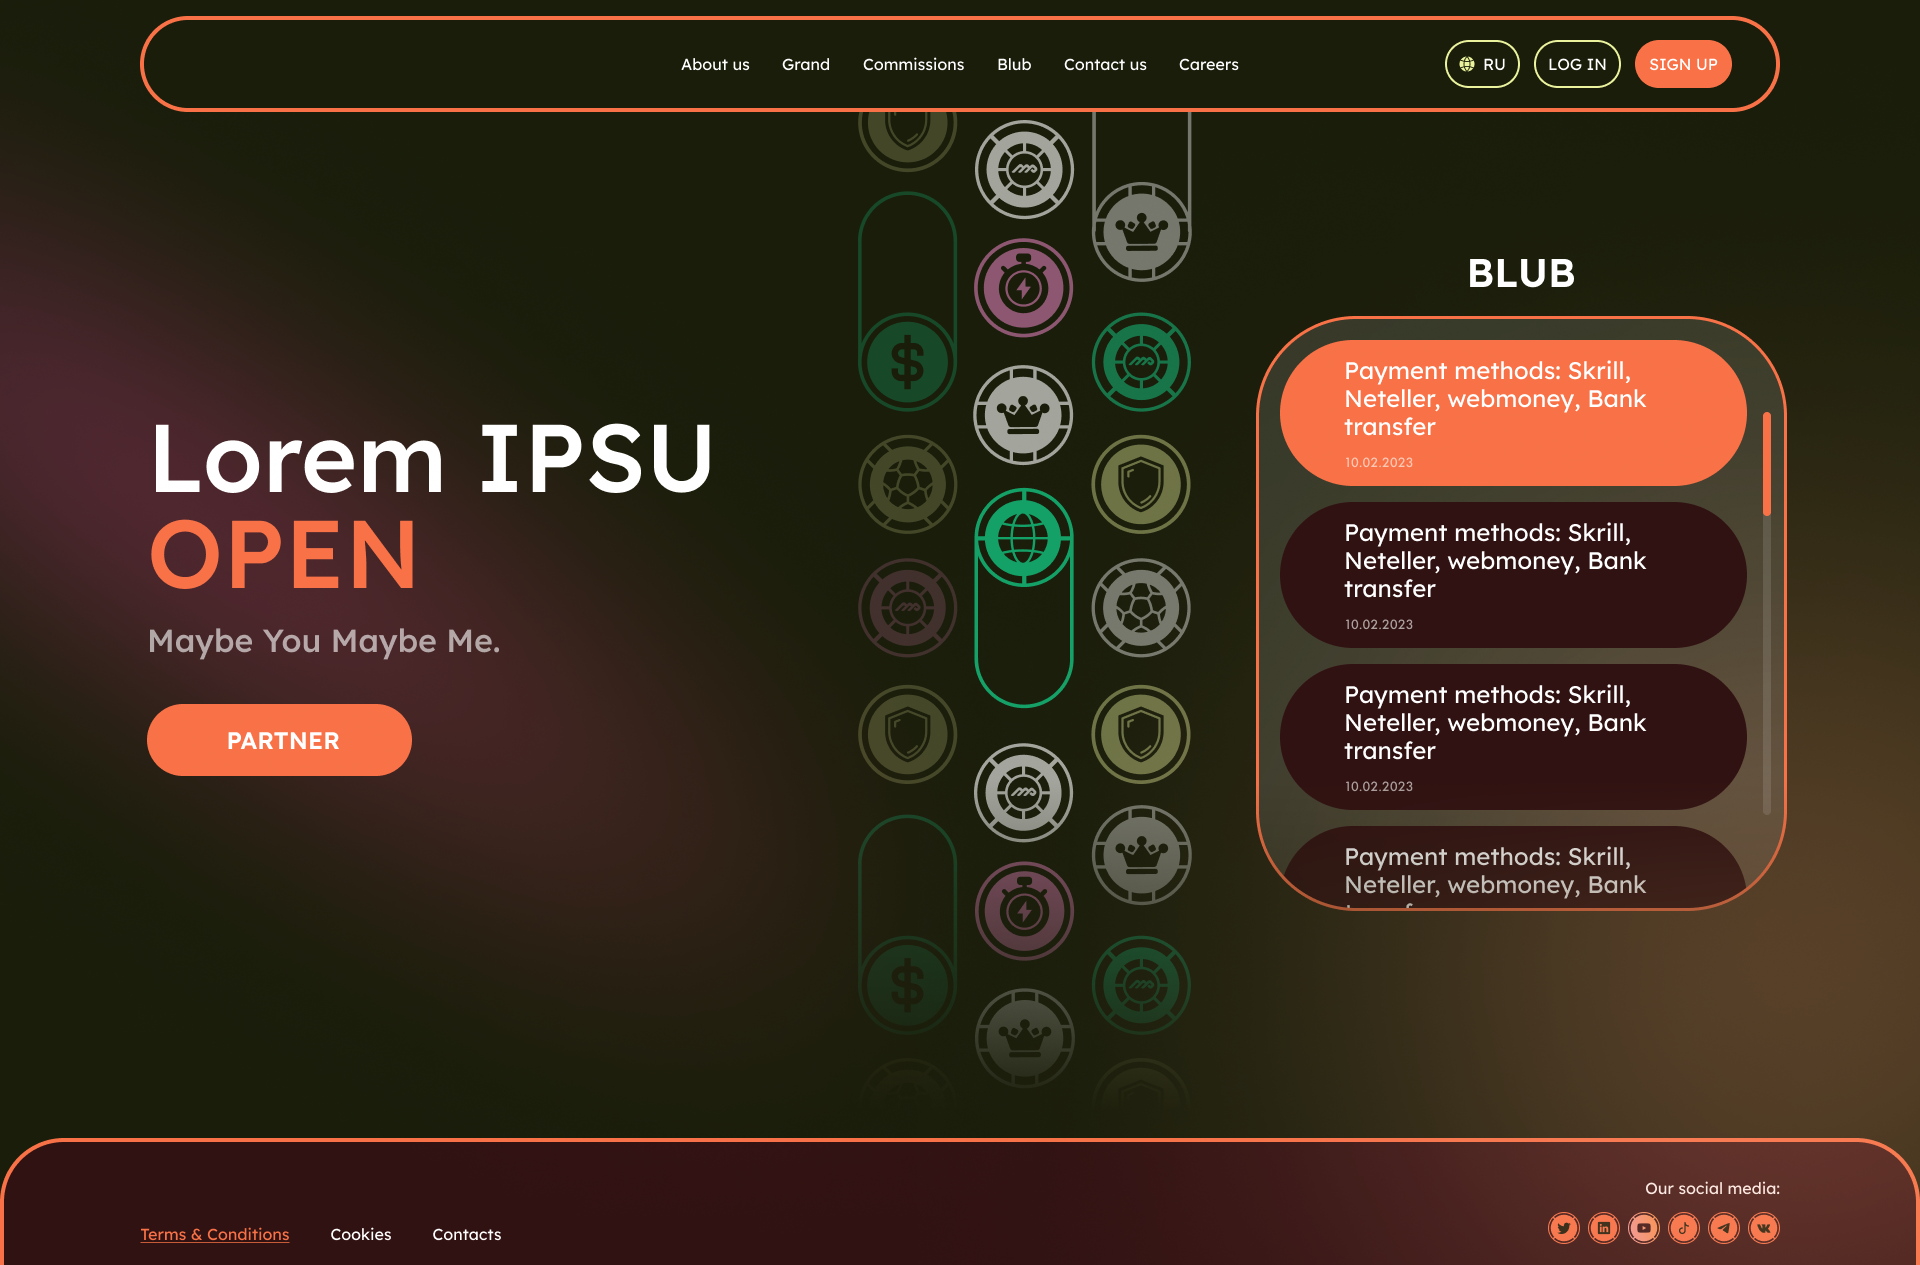 About us Grand Commissions Blub Contact us Careers
RU LOG IN SIGN UP
Lorem IPSU
OPEN
Maybe You Maybe Me.
PARTNER
BLUB
Payment methods: Skrill,
Neteller, webmoney, Bank
transfer
10.02.2023
Payment methods: Skrill,
Neteller, webmoney, Bank
transfer
10.02.2023
Payment methods: Skrill,
Neteller, webmoney, Bank
transfer
10.02.2023
Payment methods: Skrill,
Neteller, webmoney, Bank
Our social media:
Terms & Conditions Cookies Contacts